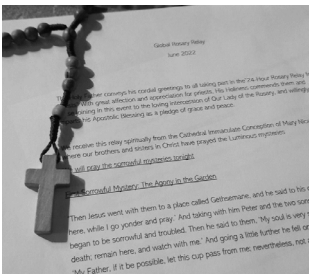 Global Rosary Relay
June 2023
Father conveys his cordial greetings to all taking part in the 24-Hour Rosary Relay
With great affection and appreciation for priests, His Holiness commends them and
joining in this event to the loving intercession of Our Lady of the Rosary, and willingly
his Apostolic Blessing as a pledge of grace and peace.
receive this relay spiritually from the Cathedral Immaculate Conception of Mary
here our brothers and sisters in Christ have prayed the Luminous mysteries.
will pray the sorrowful mysteries tonight.
Sorrowful Mystery: The Agony in the Garden
Then Jesus went with them to a place called Gethsemane, and he said to his
here, while I go yonder and pray.' And taking with him Peter and the two
began to be sorrowful and troubled. Then he said to them, 'My soul is very
death; remain here, and watch with me.' And going a little further he fell
'My Father, if it be possible, let this cup pass from me; nevertheless, not